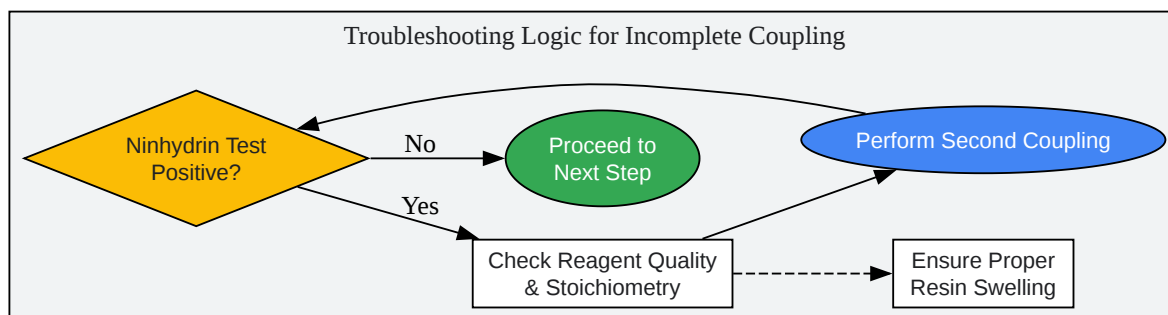 Troubleshooting Logic for Incomplete Coupling
Ninhydrin Test
Positive?
No
Proceed to
Next Step
Perform Second Coupling
Yes
Check Reagent Quality
& Stoichiometry
Ensure Proper
Resin Swelling